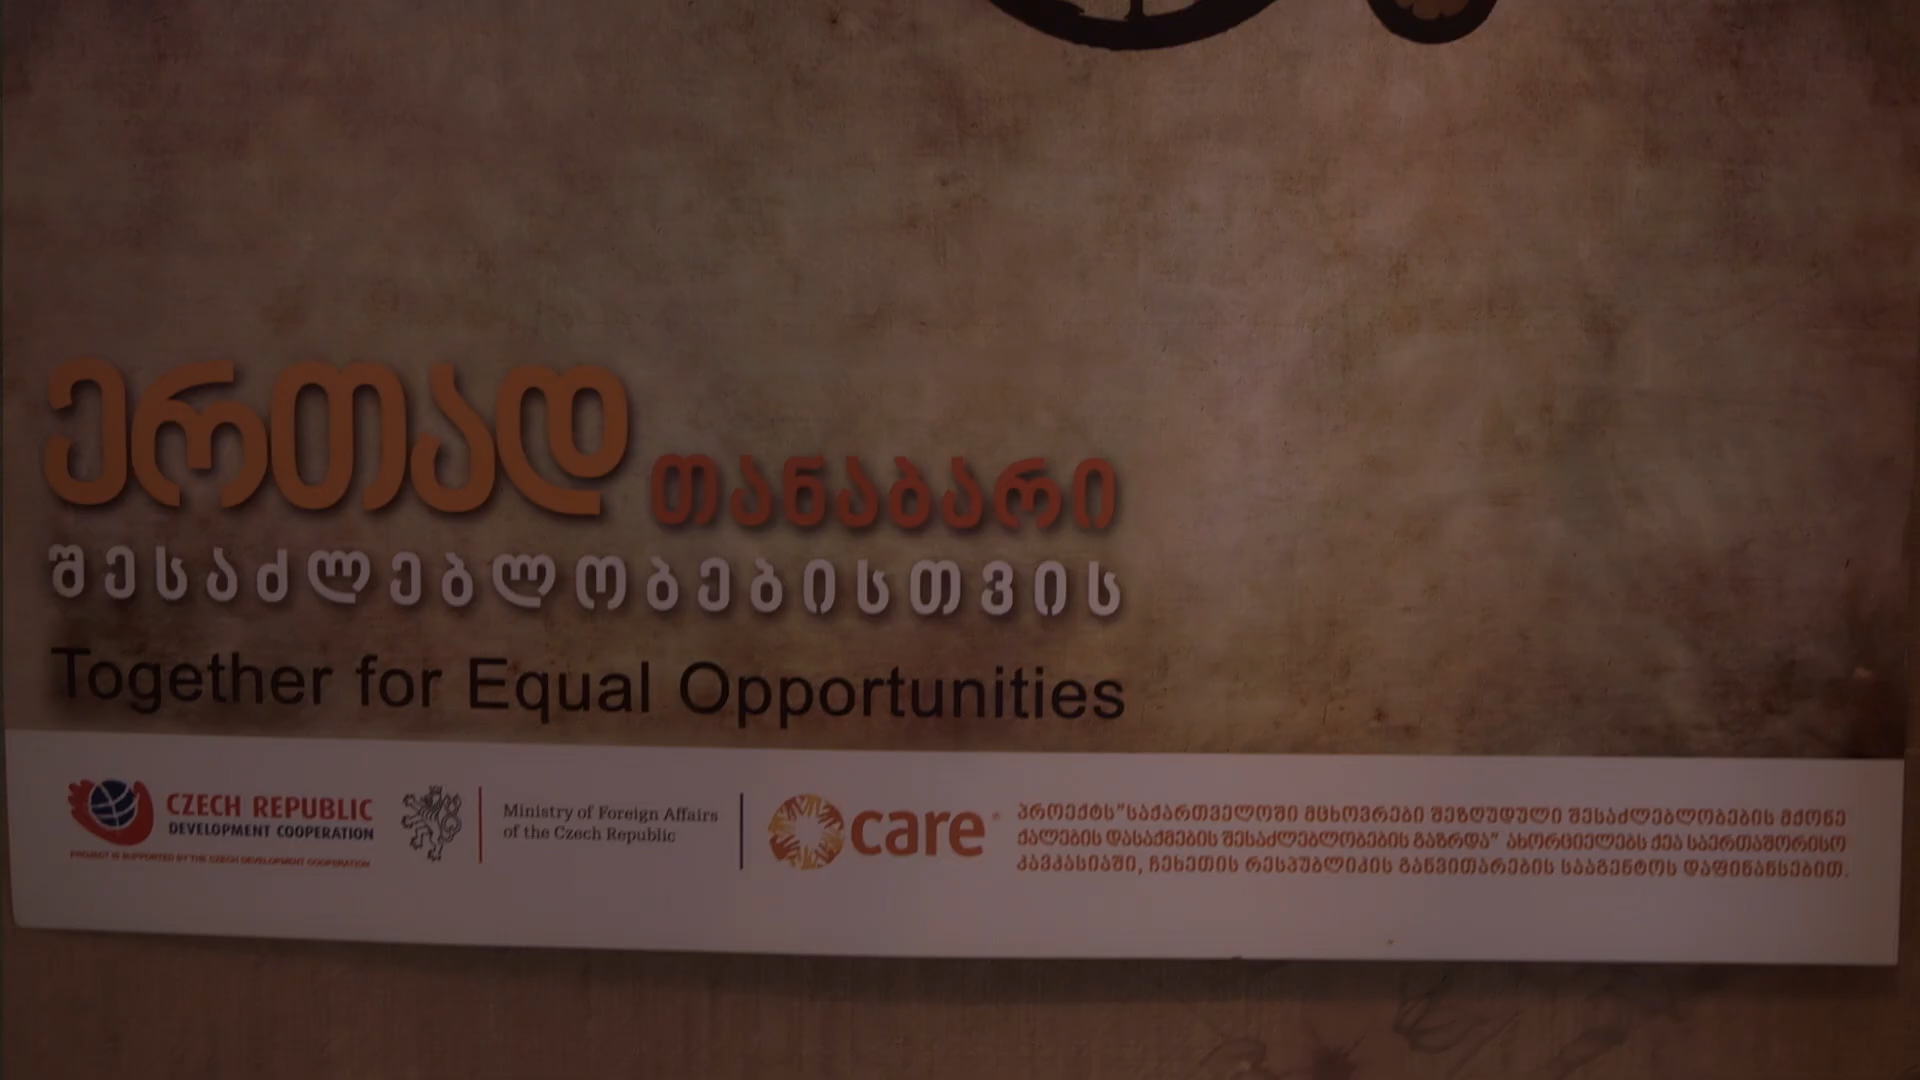 ერთად თანაბარი
შესაძლებლობებისთვის
Together for Equal Opportunities
CZECH REPUBLIC
DEVELOPMENT COOPERATION
PROJECT IS SUPPORTED BY THE CZECH DEVELOPMENT COOPERATION
Ministry of Foreign Affairs
of the Czech Republic
care
პროექტს "საქართველოში მცხოვრები შეზღუდული შესაძლებლობების მქონე
ქალების დასაქმების შესაძლებლობების გაზრდა" ახორციელებს ქეა საერთაშორისო
კავკასიაში, ჩეხეთის რესპუბლიკის განვითარების სააგენტოს დაფინანსებით.